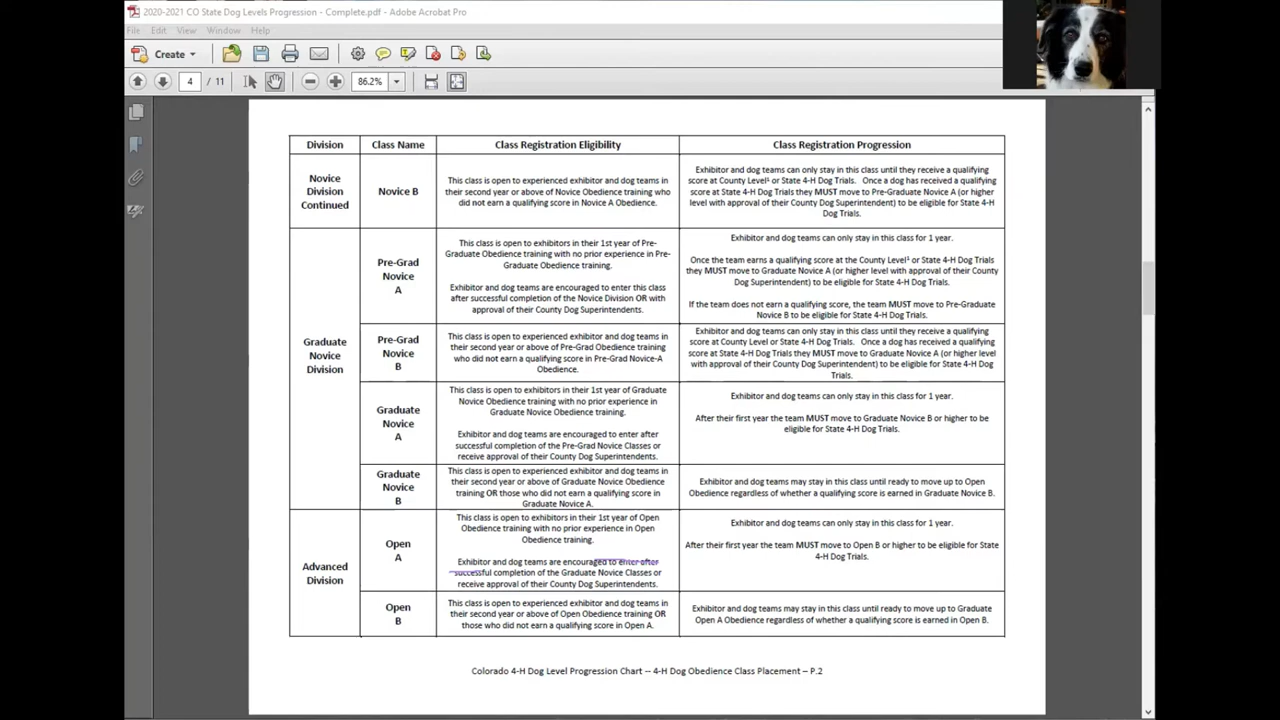 2020-2021 CO State Dog Levels Progression - Complete.pdf - Adobe Acrobat Pro
File Edit View Window Help
Create
4 / 11 86.2%
Division Class Name Class Registration Eligibility Class Registration Progression
Novice
Division
Continued
Novice B
This class is open to experienced exhibitor and dog teams in
their second year or above of Novice Obedience training who
did not earn a qualifying score in Novice A Obedience.
Exhibitor and dog teams can only stay in this class until they receive a qualifying
score at County Level¹ or State 4-H Dog Trials. Once a dog has received a qualifying
score at State 4-H Dog Trials they MUST move to Pre-Graduate Novice A (or higher
level with approval of their County Dog Superintendent) to be eligible for State 4-H
Dog Trials.
Graduate
Novice
Division
Pre-Grad
Novice
A
This class is open to exhibitors in their 1st year of Pre-
Graduate Obedience training with no prior experience in Pre-
Graduate Obedience training.
Exhibitor and dog teams are encouraged to enter this class
after successful completion of the Novice Division OR with
approval of their County Dog Superintendents.
Exhibitor and dog teams can only stay in this class for 1 year.
Once the team earns a qualifying score at the County Level¹ or State 4-H Dog Trials
they MUST move to Graduate Novice A (or higher level with approval of their County
Dog Superintendent) to be eligible for State 4-H Dog Trials.
If the team does not earn a qualifying score, the team MUST move to Pre-Graduate
Novice B to be eligible for State 4-H Dog Trials.
Pre-Grad
Novice
B
This class is open to experienced exhibitor and dog teams in
their second year or above of Pre-Grad Obedience training
who did not earn a qualifying score in Pre-Grad Novice-A
Obedience.
Exhibitor and dog teams can only stay in this class until they receive a qualifying
score at County Level or State 4-H Dog Trials. Once a dog has received a qualifying
score at State 4-H Dog Trials they MUST move to Graduate Novice A (or higher level
with approval of their County Dog Superintendent) to be eligible for State 4-H Dog
Trials.
Graduate
Novice
A
This class is open to exhibitors in their 1st year of Graduate
Novice Obedience training with no prior experience in
Graduate Novice Obedience training.
Exhibitor and dog teams are encouraged to enter after
successful completion of the Pre-Grad Novice Classes or
receive approval of their County Dog Superintendents.
Exhibitor and dog teams can only stay in this class for 1 year.
After their first year the team MUST move to Graduate Novice B or higher to be
eligible for State 4-H Dog Trials.
Graduate
Novice
B
This class is open to experienced exhibitor and dog teams in
their second year or above of Graduate Novice Obedience
training OR those who did not earn a qualifying score in
Graduate Novice A.
Exhibitor and dog teams may stay in this class until ready to move up to Open
Obedience regardless of whether a qualifying score is earned in Graduate Novice B.
Advanced
Division
Open
A
This class is open to exhibitors in their 1st year of Open
Obedience training with no prior experience in Open
Obedience training.
Exhibitor and dog teams are encouraged to enter after
successful completion of the Graduate Novice Classes or
receive approval of their County Dog Superintendents.
Exhibitor and dog teams can only stay in this class for 1 year.
After their first year the team MUST move to Open B or higher to be eligible for State
4-H Dog Trials.
Open
B
This class is open to experienced exhibitor and dog teams in
their second year or above of Open Obedience training OR
those who did not earn a qualifying score in Open A.
Exhibitor and dog teams may stay in this class until ready to move up to Graduate
Open A Obedience regardless of whether a qualifying score is earned in Open B.
Colorado 4-H Dog Level Progression Chart -- 4-H Dog Obedience Class Placement – P.2